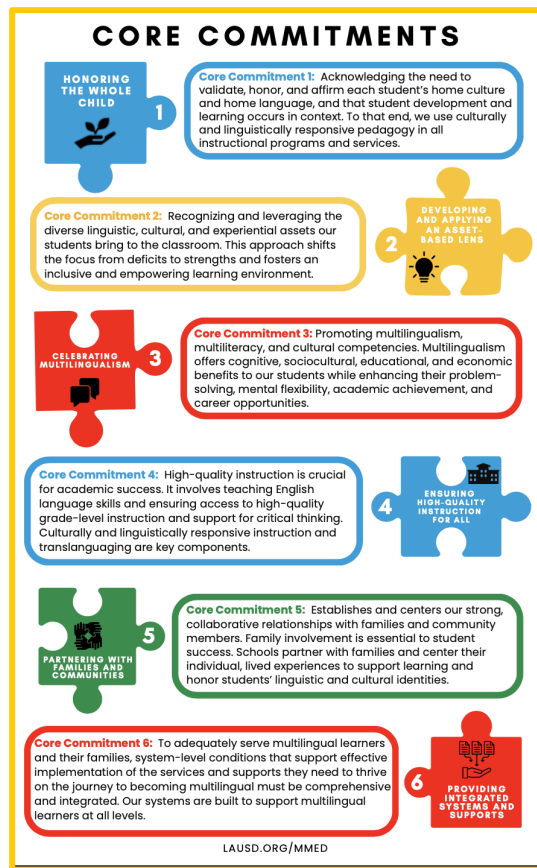 CORE COMMITMENTS
HONORING
THE WHOLE
CHILD
1
Core Commitment 1: Acknowledging the need to
validate, honor, and affirm each student's home culture
and home language, and that student development and
learning occurs in context. To that end, we use culturally
and linguistically responsive pedagogy in all
instructional programs and services.
Core Commitment 2: Recognizing and leveraging the
diverse linguistic, cultural, and experiential assets our
students bring to the classroom. This approach shifts
the focus from deficits to strengths and fosters an
inclusive and empowering learning environment.
2
DEVELOPING
AND APPLYING
AN ASSET-
BASED LENS
CELEBRATING
MULTILINGUALISM
3
Core Commitment 3: Promoting multilingualism,
multiliteracy, and cultural competencies. Multilingualism
offers cognitive, sociocultural, educational, and economic
benefits to our students while enhancing their problem-
solving, mental flexibility, academic achievement, and
career opportunities.
Core Commitment 4: High-quality instruction is crucial
for academic success. It involves teaching English
language skills and ensuring access to high-quality
grade-level instruction and support for critical thinking.
Culturally and linguistically responsive instruction and
translanguaging are key components.
4
ENSURING
HIGH-QUALITY
INSTRUCTION
FOR ALL
5
PARTNERING WITH
FAMILIES AND
COMMUNITIES
Core Commitment 5: Establishes and centers our strong,
collaborative relationships with families and community
members. Family involvement is essential to student
success. Schools partner with families and center their
individual, lived experiences to support learning and
honor students' linguistic and cultural identities.
Core Commitment 6: To adequately serve multilingual learners
and their families, system-level conditions that support effective
implementation of the services and supports they need to thrive
on the journey to becoming multilingual must be comprehensive
and integrated. Our systems are built to support multilingual
learners at all levels.
6
PROVIDING
INTEGRATED
SYSTEMS AND
SUPPORTS
LAUSD.ORG/MMED